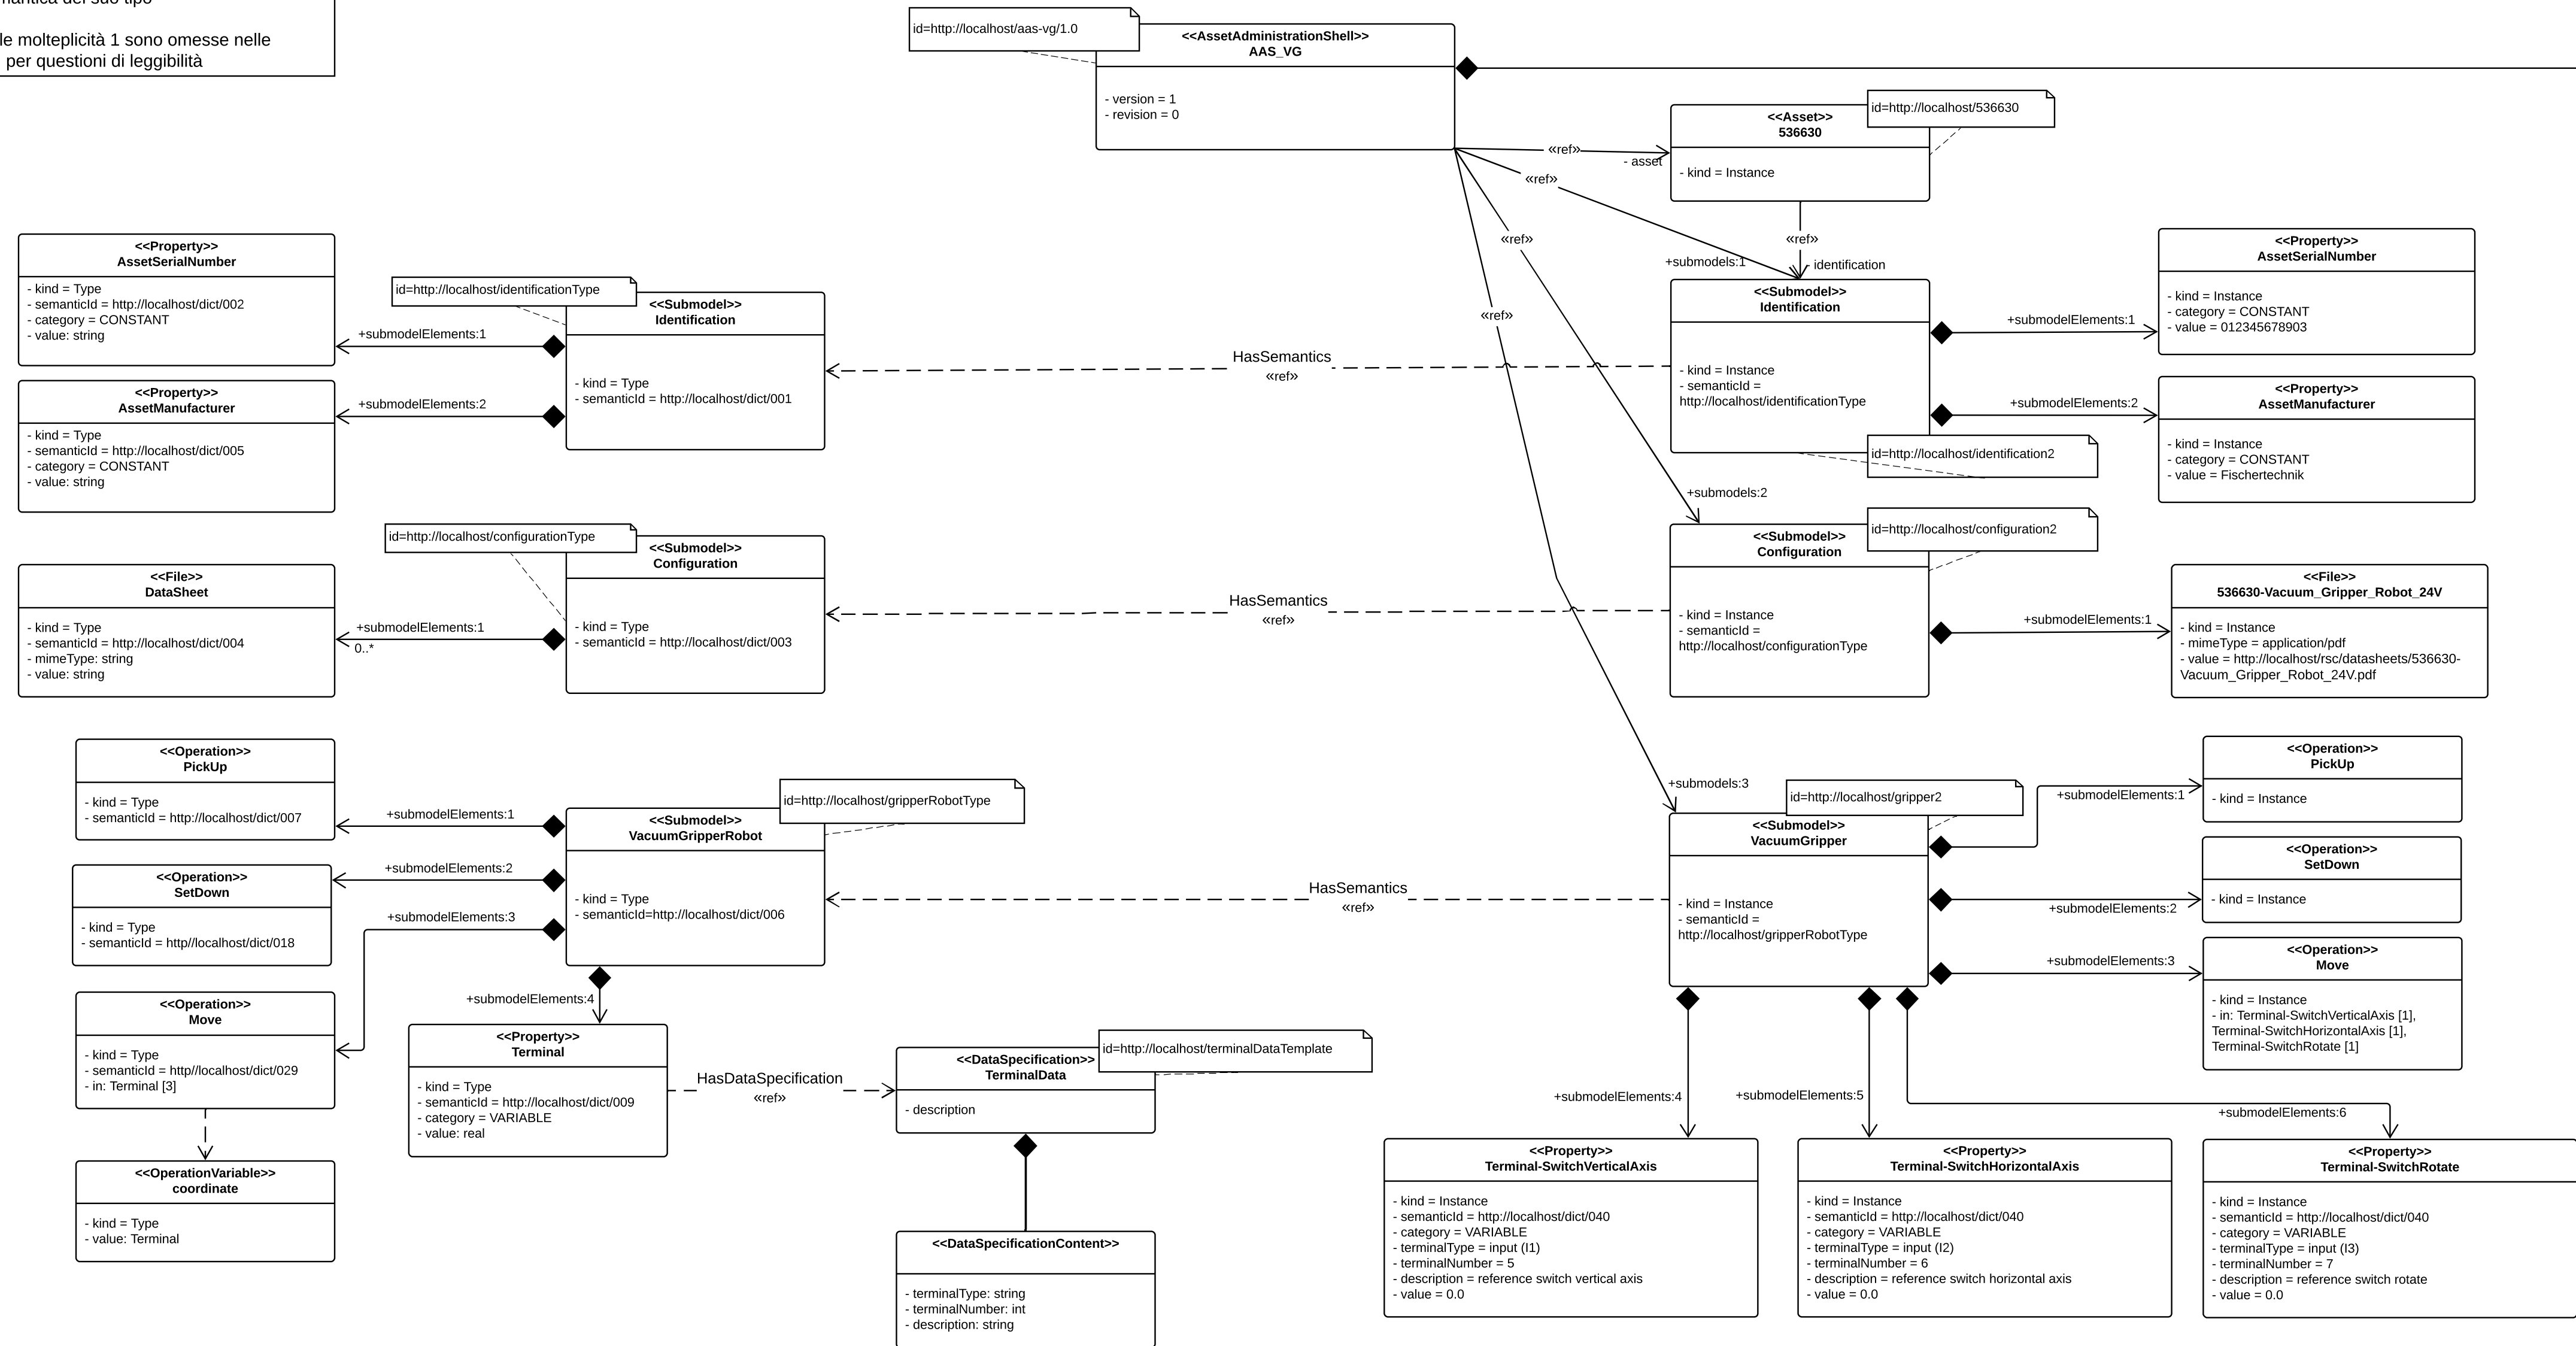 le molteplicità 1 sono omesse nelle
per questioni di leggibilità
id=http://localhost/aas-vg/1.0
<<AssetAdministrationShell>>
AAS_VG
- version = 1
- revision = 0
id=http://localhost/536630
<<Asset>>
536630
- kind = Instance
«ref»
- asset
«ref»
«ref»
«ref»
«ref»
+submodels:1
- identification
<<Property>>
AssetSerialNumber
- kind = Type
- semanticId = http://localhost/dict/002
- category = CONSTANT
- value: string
id=http://localhost/identificationType
<<Submodel>>
Identification
- kind = Type
- semanticId = http://localhost/dict/001
+submodelElements:1
+submodelElements:2
<<Property>>
AssetManufacturer
- kind = Type
- semanticId = http://localhost/dict/005
- category = CONSTANT
- value: string
HasSemantics
«ref»
<<Submodel>>
Identification
- kind = Instance
- semanticId =
http://localhost/identificationType
id=http://localhost/identification2
+submodelElements:1
+submodelElements:2
<<Property>>
AssetSerialNumber
- kind = Instance
- category = CONSTANT
- value = 012345678903
<<Property>>
AssetManufacturer
- kind = Instance
- category = CONSTANT
- value = Fischertechnik
+submodels:2
id=http://localhost/configurationType
<<Submodel>>
Configuration
- kind = Type
- semanticId = http://localhost/dict/003
<<File>>
DataSheet
- kind = Type
- semanticId = http://localhost/dict/004
- mimeType: string
- value: string
+submodelElements:1
0..*
HasSemantics
«ref»
id=http://localhost/configuration2
<<Submodel>>
Configuration
- kind = Instance
- semanticId =
http://localhost/configurationType
+submodelElements:1
<<File>>
536630-Vacuum_Gripper_Robot_24V
- kind = Instance
- mimeType = application/pdf
- value = http://localhost/rsc/datasheets/536630-
Vacuum_Gripper_Robot_24V.pdf
<<Operation>>
PickUp
- kind = Type
- semanticId = http://localhost/dict/007
<<Operation>>
SetDown
- kind = Type
- semanticId = http//localhost/dict/018
<<Operation>>
Move
- kind = Type
- semanticId = http//localhost/dict/029
- in: Terminal [3]
<<OperationVariable>>
coordinate
- kind = Type
- value: Terminal
+submodelElements:1
+submodelElements:2
+submodelElements:3
+submodelElements:4
id=http://localhost/gripperRobotType
<<Submodel>>
VacuumGripperRobot
- kind = Type
- semanticId=http://localhost/dict/006
<<Property>>
Terminal
- kind = Type
- semanticId = http://localhost/dict/009
- category = VARIABLE
- value: real
HasDataSpecification
«ref»
id=http://localhost/terminalDataTemplate
<<DataSpecification>>
TerminalData
- description
<<DataSpecificationContent>>
- terminalType: string
- terminalNumber: int
- description: string
HasSemantics
«ref»
+submodels:3
id=http://localhost/gripper2
<<Submodel>>
VacuumGripper
- kind = Instance
- semanticId =
http://localhost/gripperRobotType
+submodelElements:1
+submodelElements:2
+submodelElements:3
<<Operation>>
PickUp
- kind = Instance
<<Operation>>
SetDown
- kind = Instance
<<Operation>>
Move
- kind = Instance
- in: Terminal-SwitchVerticalAxis [1],
Terminal-SwitchHorizontalAxis [1],
Terminal-SwitchRotate [1]
+submodelElements:4
+submodelElements:5
+submodelElements:6
<<Property>>
Terminal-SwitchVerticalAxis
- kind = Instance
- semanticId = http://localhost/dict/040
- category = VARIABLE
- terminalType = input (I1)
- terminalNumber = 5
- description = reference switch vertical axis
- value = 0.0
<<Property>>
Terminal-SwitchHorizontalAxis
- kind = Instance
- semanticId = http://localhost/dict/040
- category = VARIABLE
- terminalType = input (I2)
- terminalNumber = 6
- description = reference switch horizontal axis
- value = 0.0
<<Property>>
Terminal-SwitchRotate
- kind = Instance
- semanticId = http://localhost/dict/040
- category = VARIABLE
- terminalType = input (I3)
- terminalNumber = 7
- description = reference switch rotate
- value = 0.0